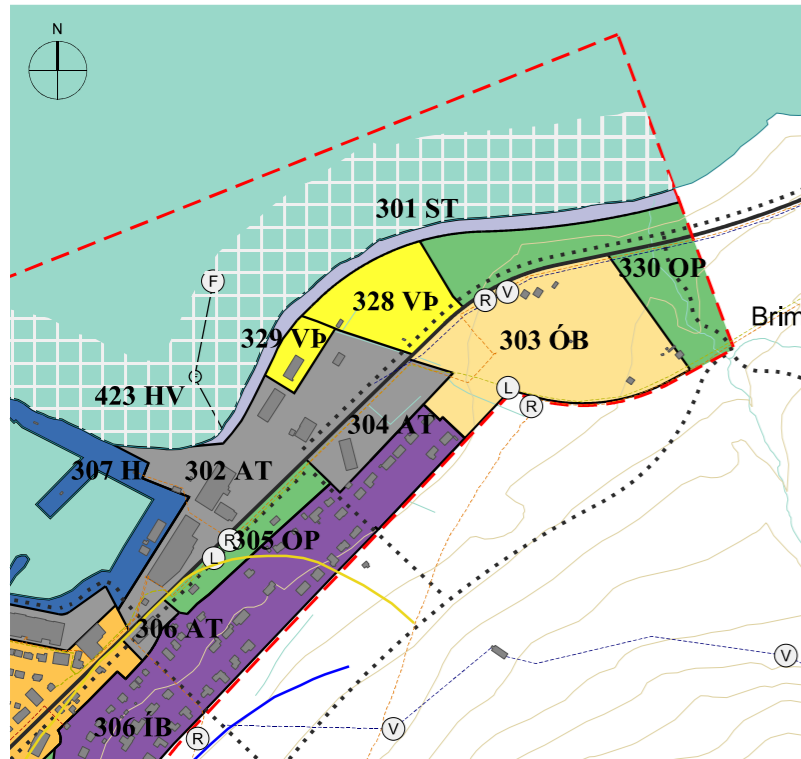 N
301 ST
F
330 OP
R V
328 VÞ
Brim
329 VÞ
303 ÓB
423 HV
L
R
304 AT
307 H
302 AT
R
305 OP
L
306 AT
V
306 ÍB
R
V